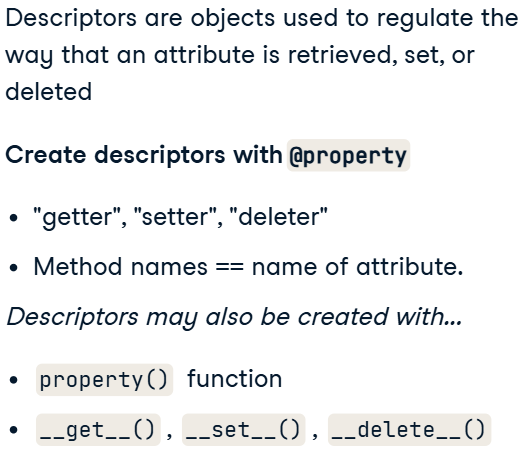 Descriptors are objects used to regulate the
way that an attribute is retrieved, set, or
deleted
Create descriptors with @property
• "getter", "setter", "deleter"
• Method names == name of attribute.
Descriptors may also be created with...
• property() function
• __get__() , __set__() , __delete__()